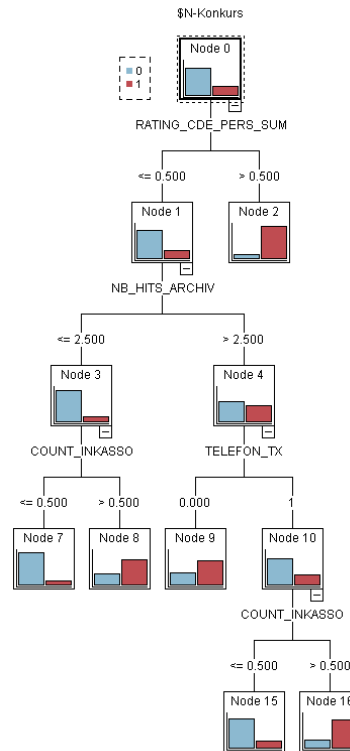 $N-Konkurs
0
1
Node 0
RATING_CDE_PERS_SUM
<= 0.500
> 0.500
Node 1
Node 2
NB_HITS_ARCHIV
<= 2.500
> 2.500
Node 3
Node 4
COUNT_INKASSO
TELEFON_TX
<= 0.500
> 0.500
0.000
1
Node 7
Node 8
Node 9
Node 10
COUNT_INKASSO
<= 0.500
> 0.500
Node 15
Node 16